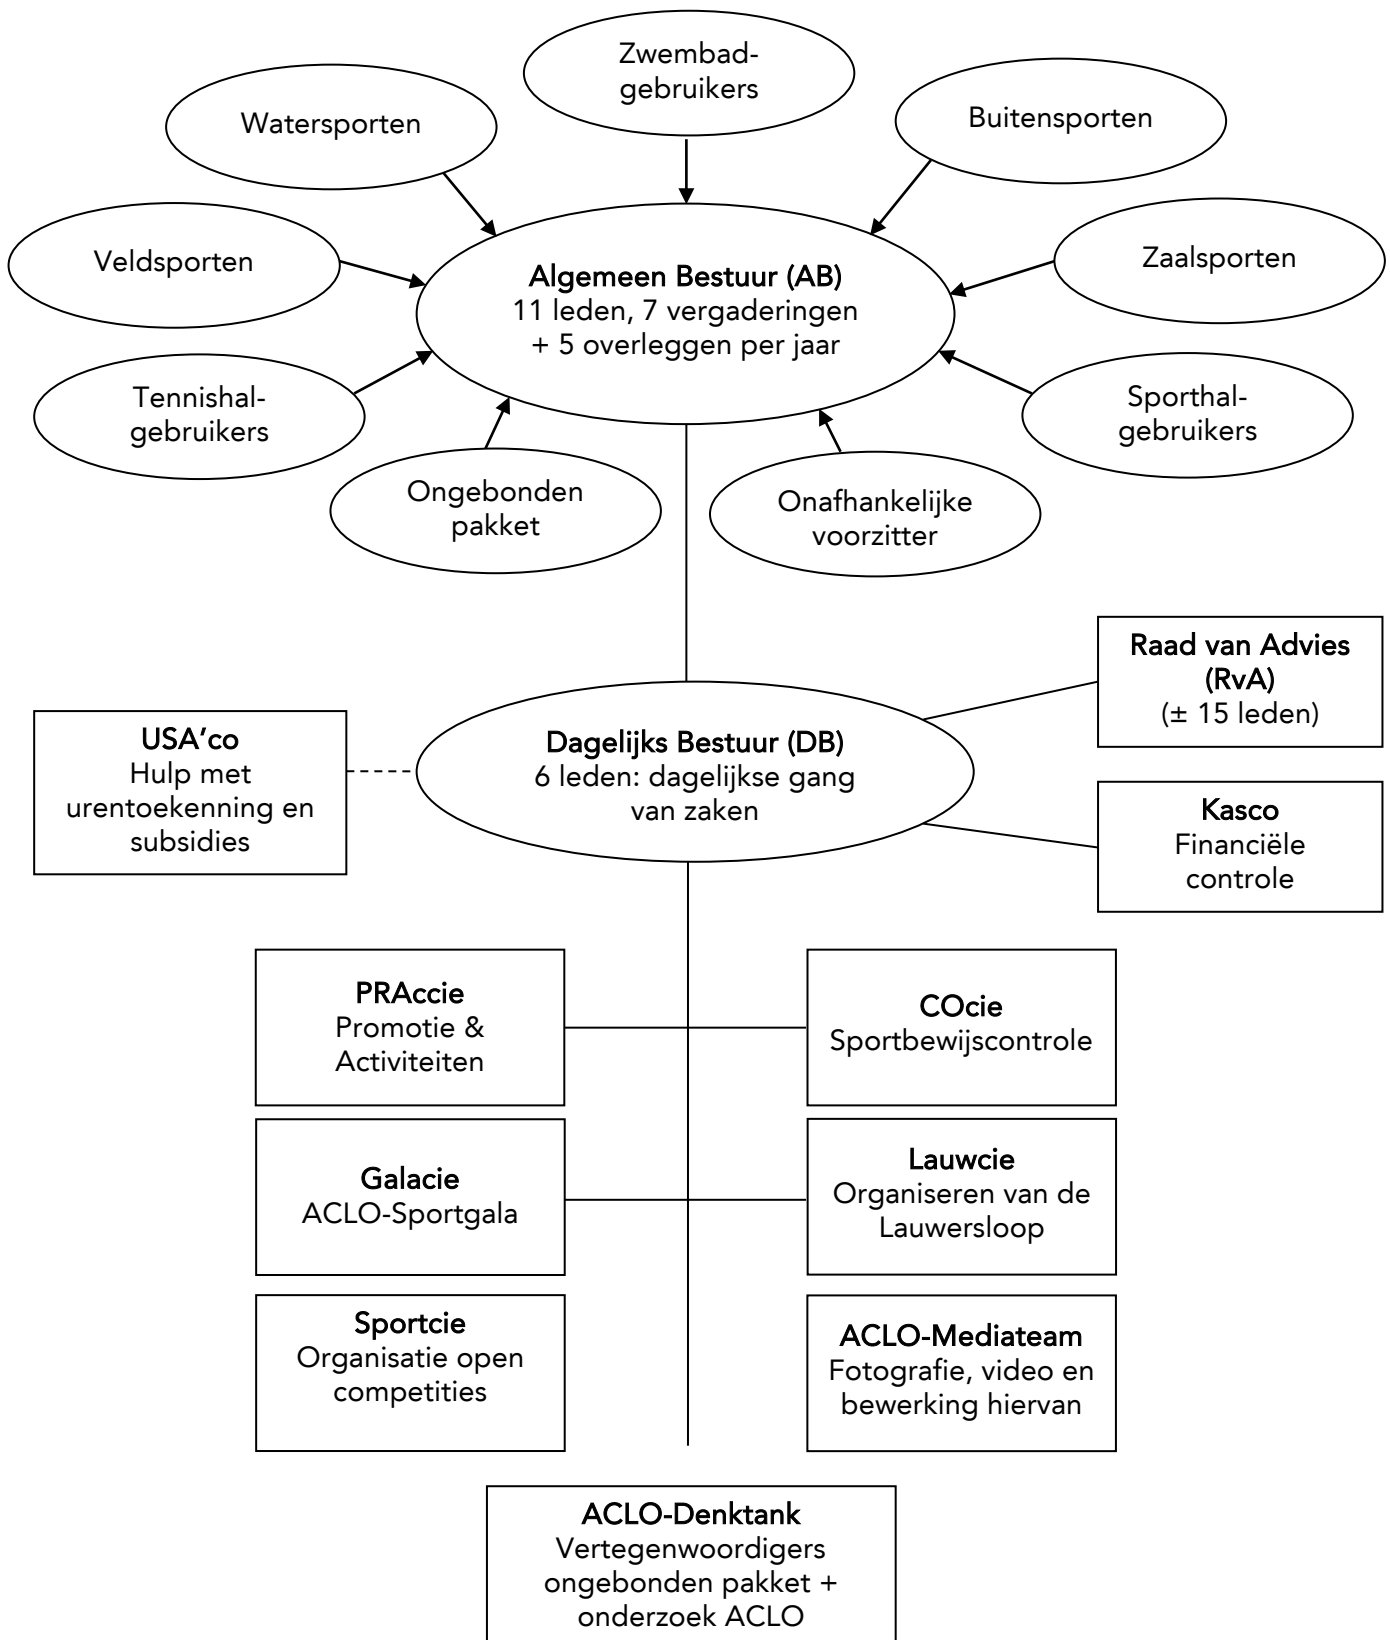 Zwembad-
gebruikers
Watersporten
Buitensporten
Veldsporten
Algemeen Bestuur (AB)
11 leden, 7 vergaderingen
+ 5 overleggen per jaar
Zaalsporten
Tennishal-
gebruikers
Sporthal-
gebruikers
Ongebonden
pakket
Onafhankelijke
voorzitter
Raad van Advies
(RvA)
(± 15 leden)
USA’co
Hulp met
urentoekenning en
subsidies
Dagelijks Bestuur (DB)
6 leden: dagelijkse gang
van zaken
Kasco
Financiële
controle
PRAccie
Promotie &
Activiteiten
COcie
Sportbewijscontrole
Galacie
ACLO-Sportgala
Lauwcie
Organiseren van de
Lauwersloop
Sportcie
Organisatie open
competities
ACLO-Mediateam
Fotografie, video en
bewerking hiervan
ACLO-Denktank
Vertegenwoordigers
ongebonden pakket +
onderzoek ACLO